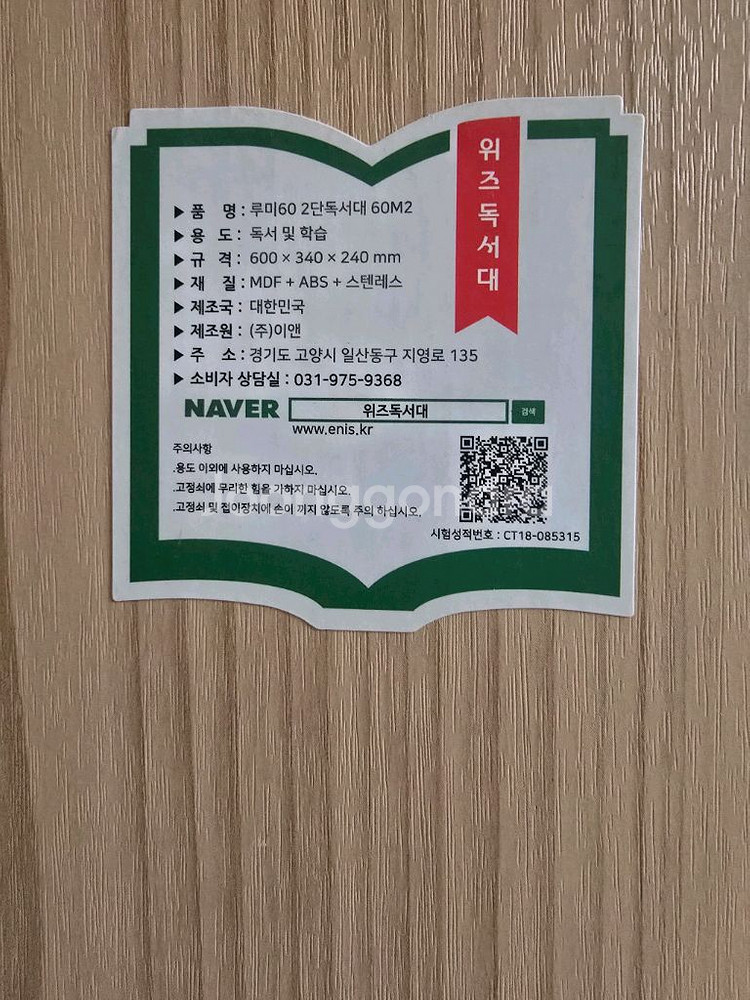 위즈독서대
▶ 품 명 : 루미60 2단독서대 60M2
▶ 용 도 : 독서 및 학습
▶ 규 격 : 600 × 340 × 240 mm
▶ 재 질 : MDF + ABS + 스텐레스
▶ 제조국 : 대한민국
▶ 제조원 : (주)이앤
▶ 주 소 : 경기도 고양시 일산동구 지영로 135
▶ 소비자 상담실 : 031-975-9368
NAVER 위즈독서대 검색
www.enis.kr
주의사항
.용도 이외에 사용하지 마십시오.
.고정쇠에 무리한 힘을 가하지 마십시오.
.고정쇠 및 접이장치에 손이 끼지 않도록 주의 하십시오.
시험성적번호 : CT18-085315